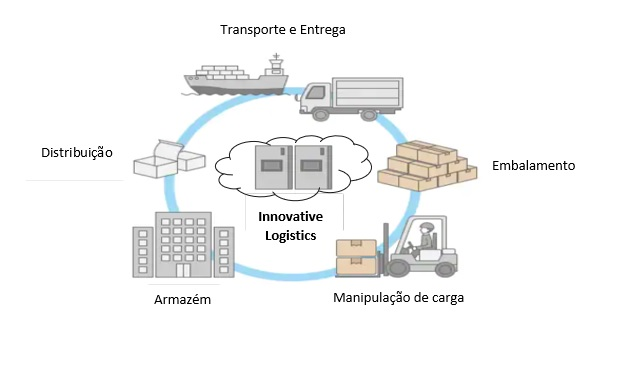 Transporte e Entrega
Distribuição
Embalamento
Innovative
Logistics
Armazém
Manipulação de carga